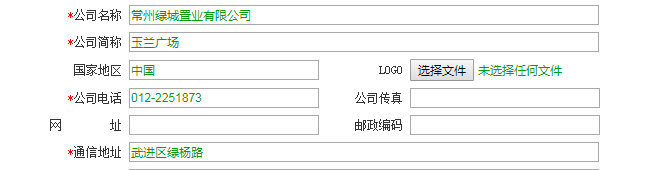 *公司名称 常州绿城置业有限公司
*公司简称 玉兰广场
国家地区 中国 LOGO 选择文件 未选择任何文件
*公司电话 012-2251873 公司传真
网 址 邮政编码
*通信地址 武进区绿杨路